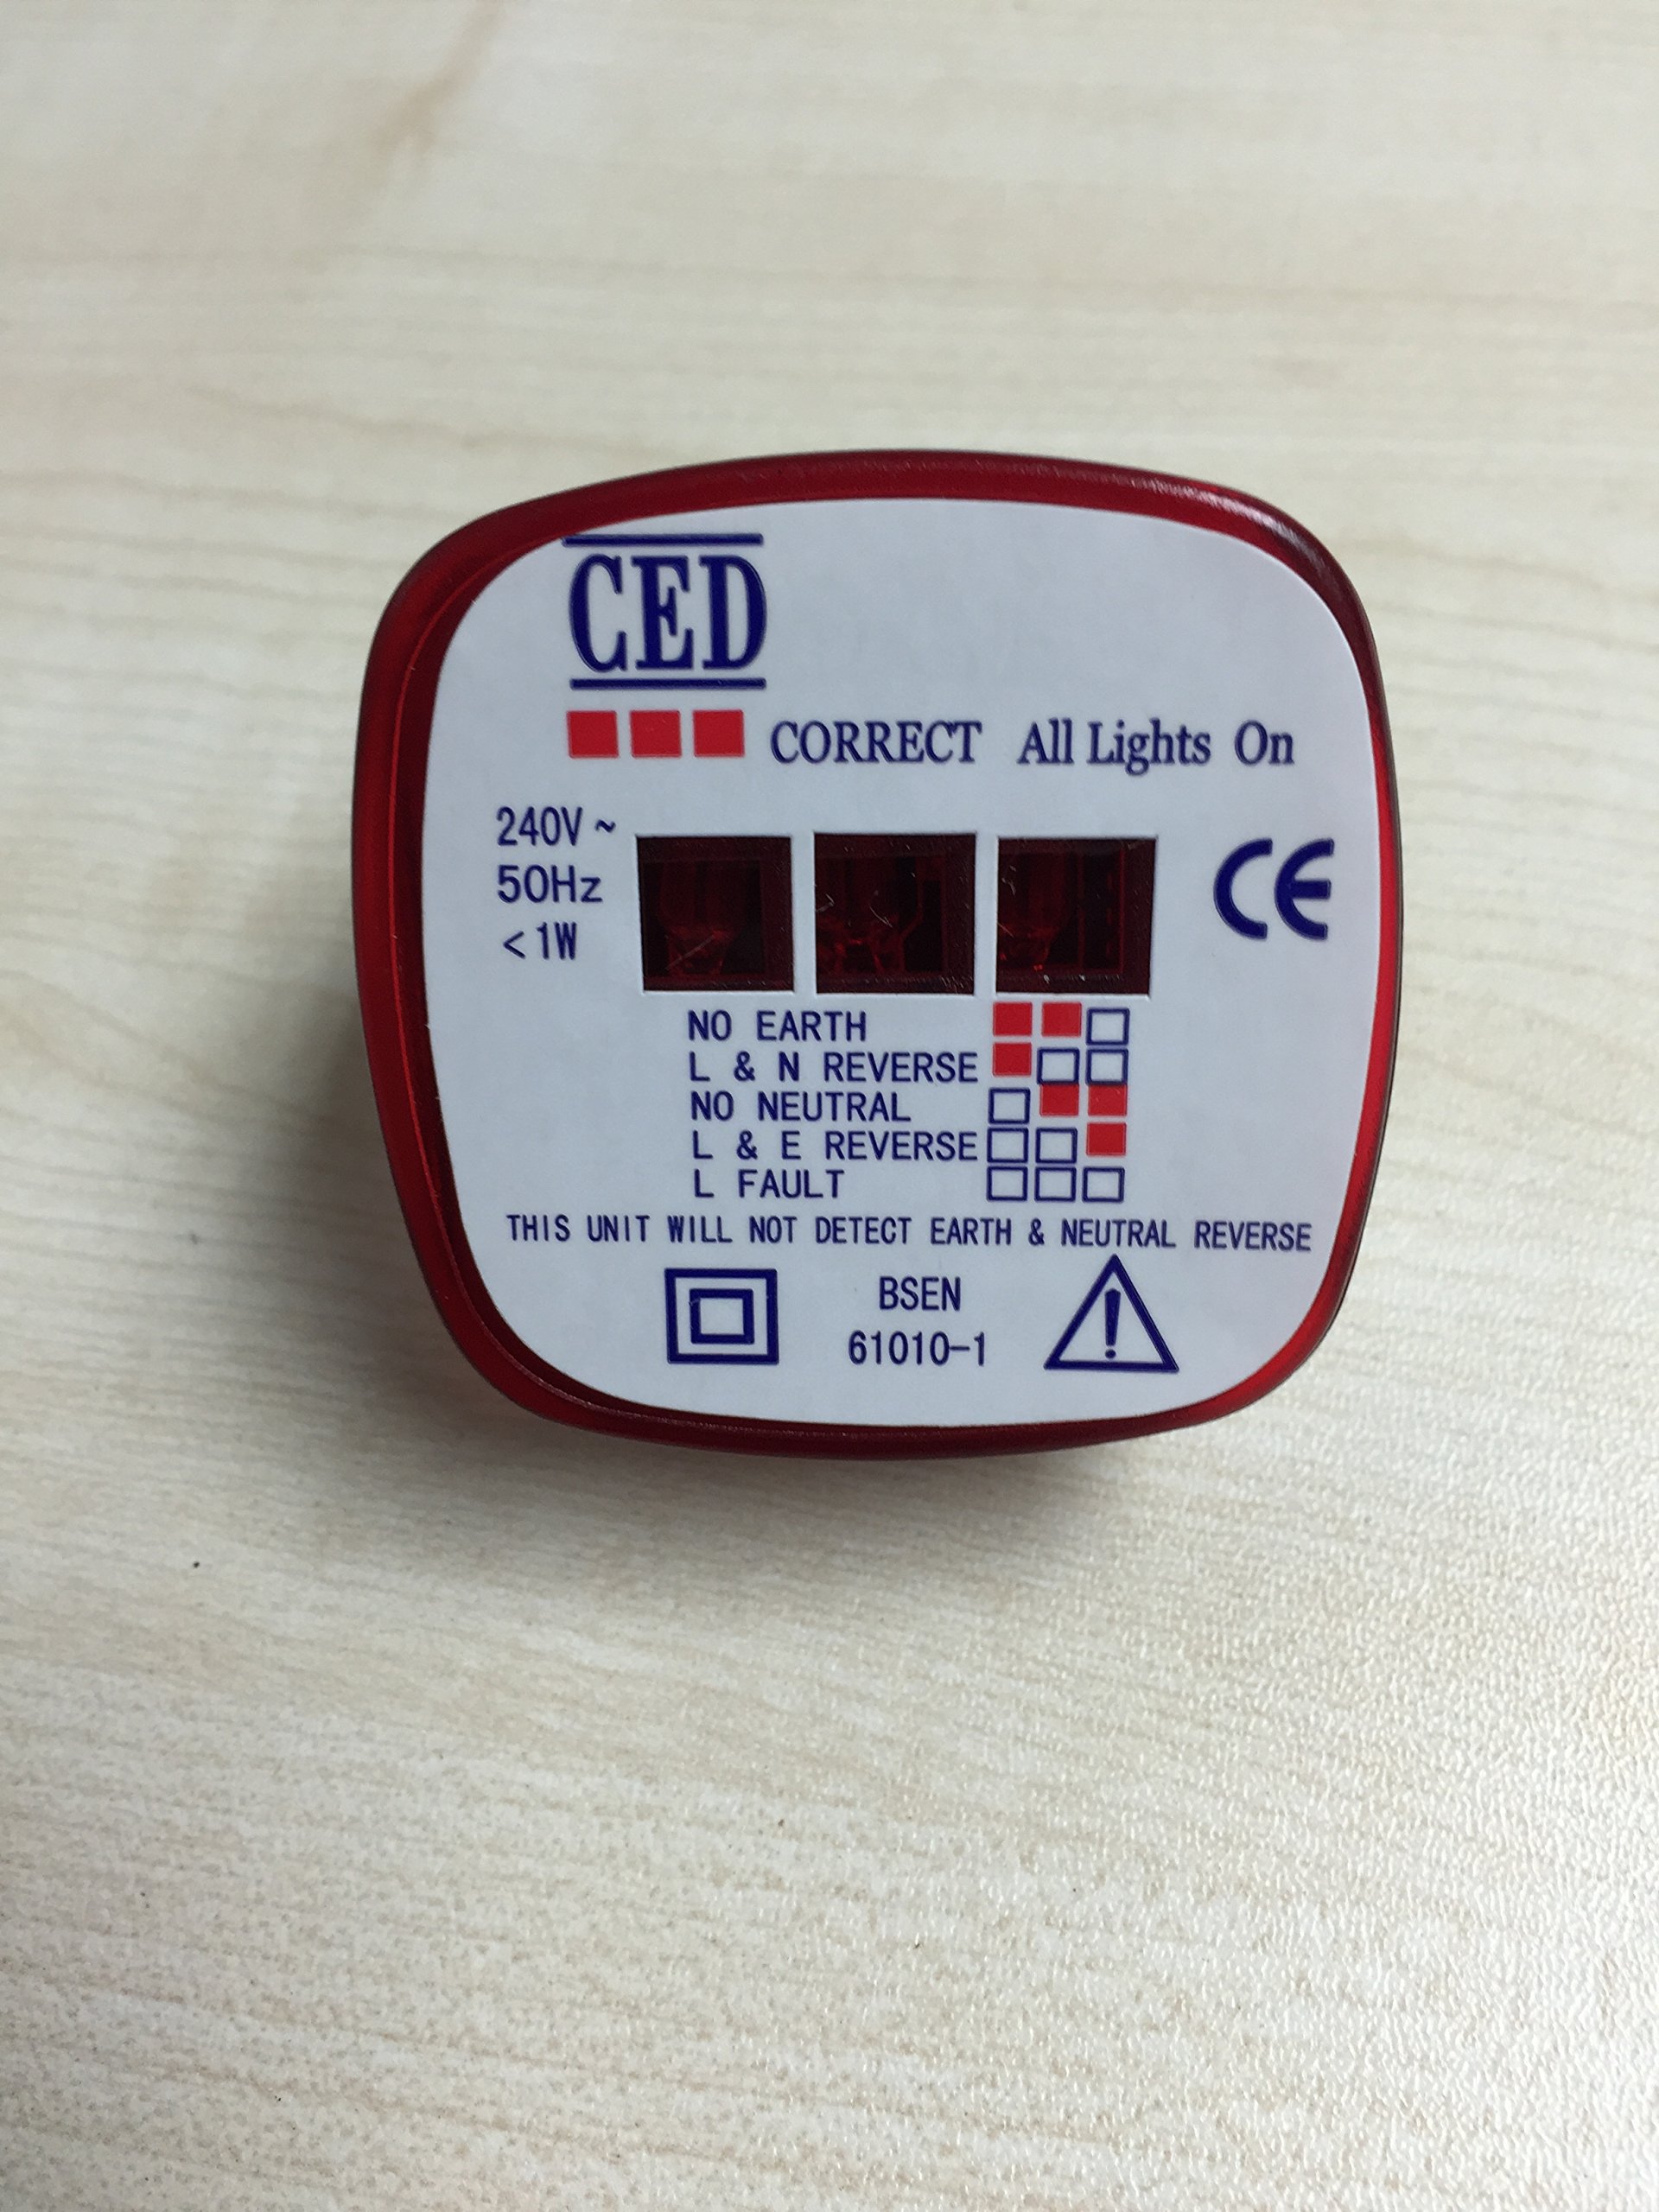 CED
CORRECT All Lights On
240V ~
50Hz
< 1W
CE
NO EARTH
L & N REVERSE
NO NEUTRAL
L & E REVERSE
L FAULT
THIS UNIT WILL NOT DETECT EARTH & NEUTRAL REVERSE
BSEN
61010-1